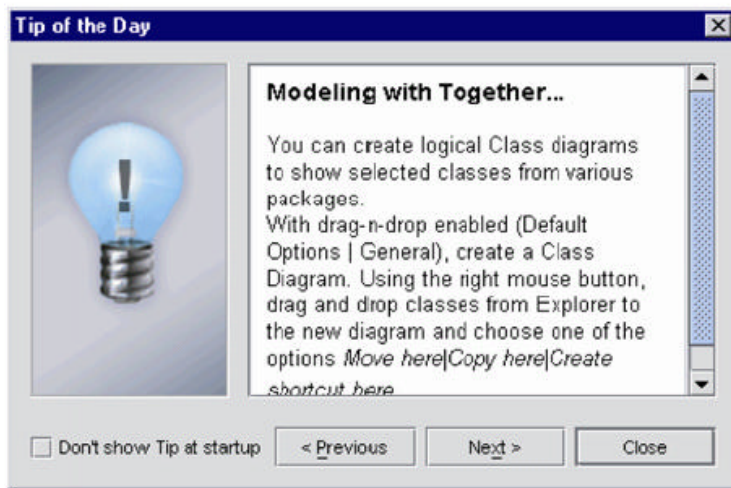 Tip of the Day
Modeling with Together...
You can create logical Class diagrams
to show selected classes from various
packages.
With drag-n-drop enabled (Default
Options | General), create a Class
Diagram. Using the right mouse button,
drag and drop classes from Explorer to
the new diagram and choose one of the
options Move here|Copy here|Create
shortcut here
Don't show Tip at startup
< Previous
Next >
Close